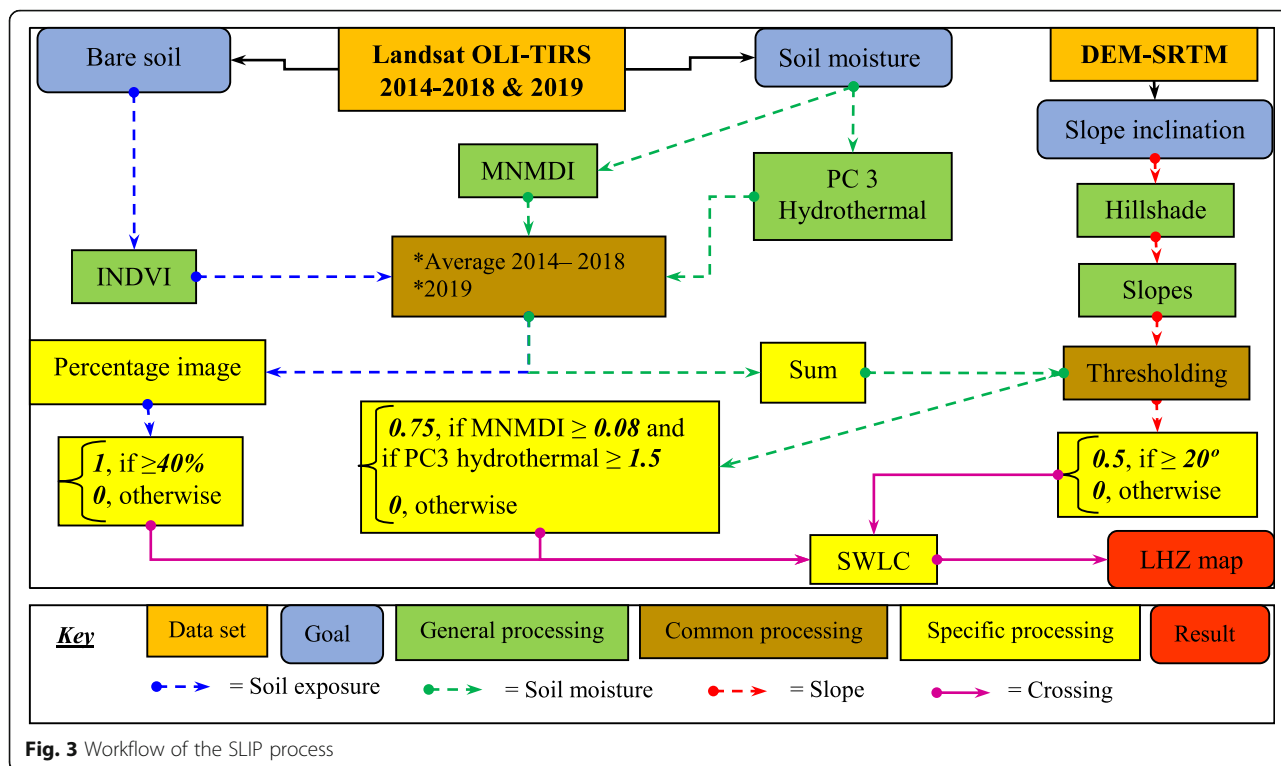 Bare soil
Landsat OLI-TIRS
2014-2018 & 2019
Soil moisture
DEM-SRTM
Slope inclination
MNMDI
PC 3
Hydrothermal
Hillshade
INDVI
*Average 2014– 2018
*2019
Slopes
Percentage image
Sum
Thresholding
1, if ≥40%
0, otherwise
0.75, if MNMDI ≥ 0.08 and
if PC3 hydrothermal ≥ 1.5
0, otherwise
0.5, if ≥ 20º
0, otherwise
SWLC
LHZ map
Key
Data set
Goal
General processing
Common processing
Specific processing
Result
= Soil exposure
= Soil moisture
= Slope
= Crossing
Fig. 3 Workflow of the SLIP process